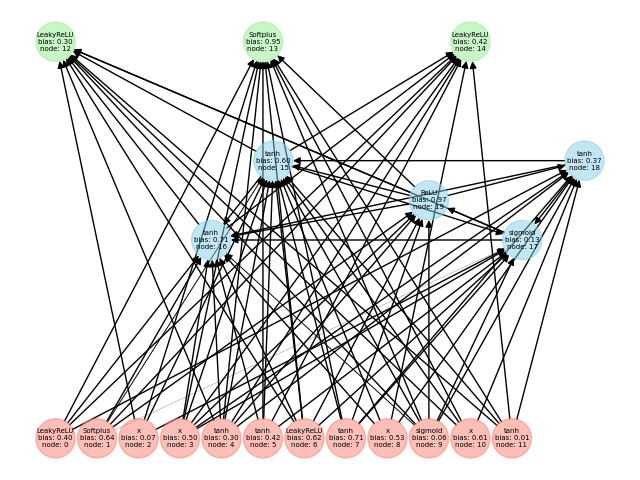 LeakyReLU
bias: 0.30
node: 12
Softplus
bias: 0.95
node: 13
LeakyReLU
bias: 0.42
node: 14
tanh
bias: 0.60
node: 15
tanh
bias: 0.37
node: 18
ReLU
bias: 0.97
node: 19
tanh
bias: 0.71
node: 16
sigmoid
bias: 0.13
node: 17
LeakyReLU
bias: 0.40
node: 0
Softplus
bias: 0.64
node: 1
x
bias: 0.07
node: 2
x
bias: 0.50
node: 3
tanh
bias: 0.30
node: 4
tanh
bias: 0.42
node: 5
LeakyReLU
bias: 0.62
node: 6
tanh
bias: 0.71
node: 7
x
bias: 0.53
node: 8
sigmoid
bias: 0.06
node: 9
x
bias: 0.61
node: 10
tanh
bias: 0.01
node: 11